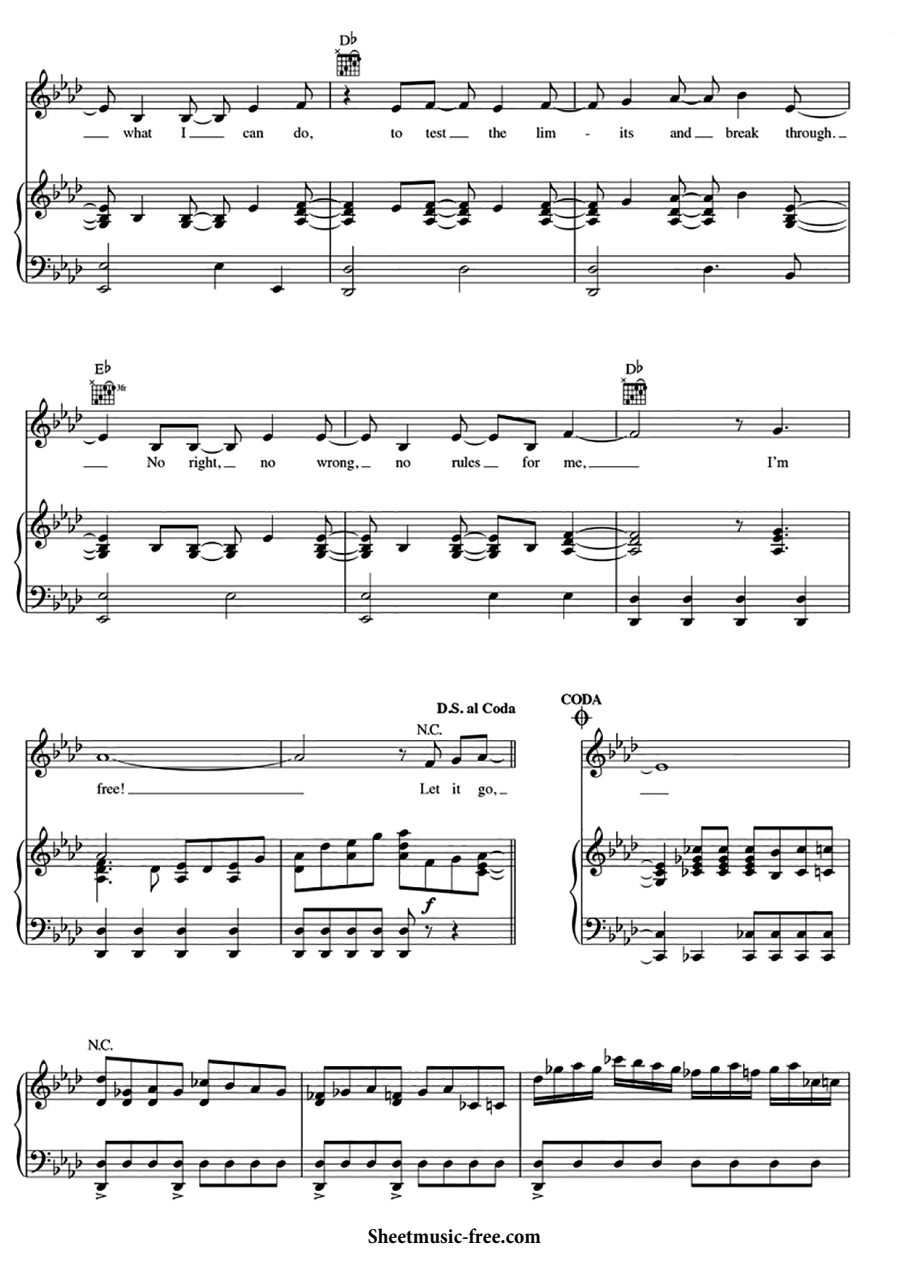 D♭
what I can do, to test the lim - its and break through.
E♭ 3fr D♭
No right, no wrong, no rules for me, I'm
D.S. al Coda CODA
N.C.
free! Let it go,
f
N.C.
Sheetmusic-free.com